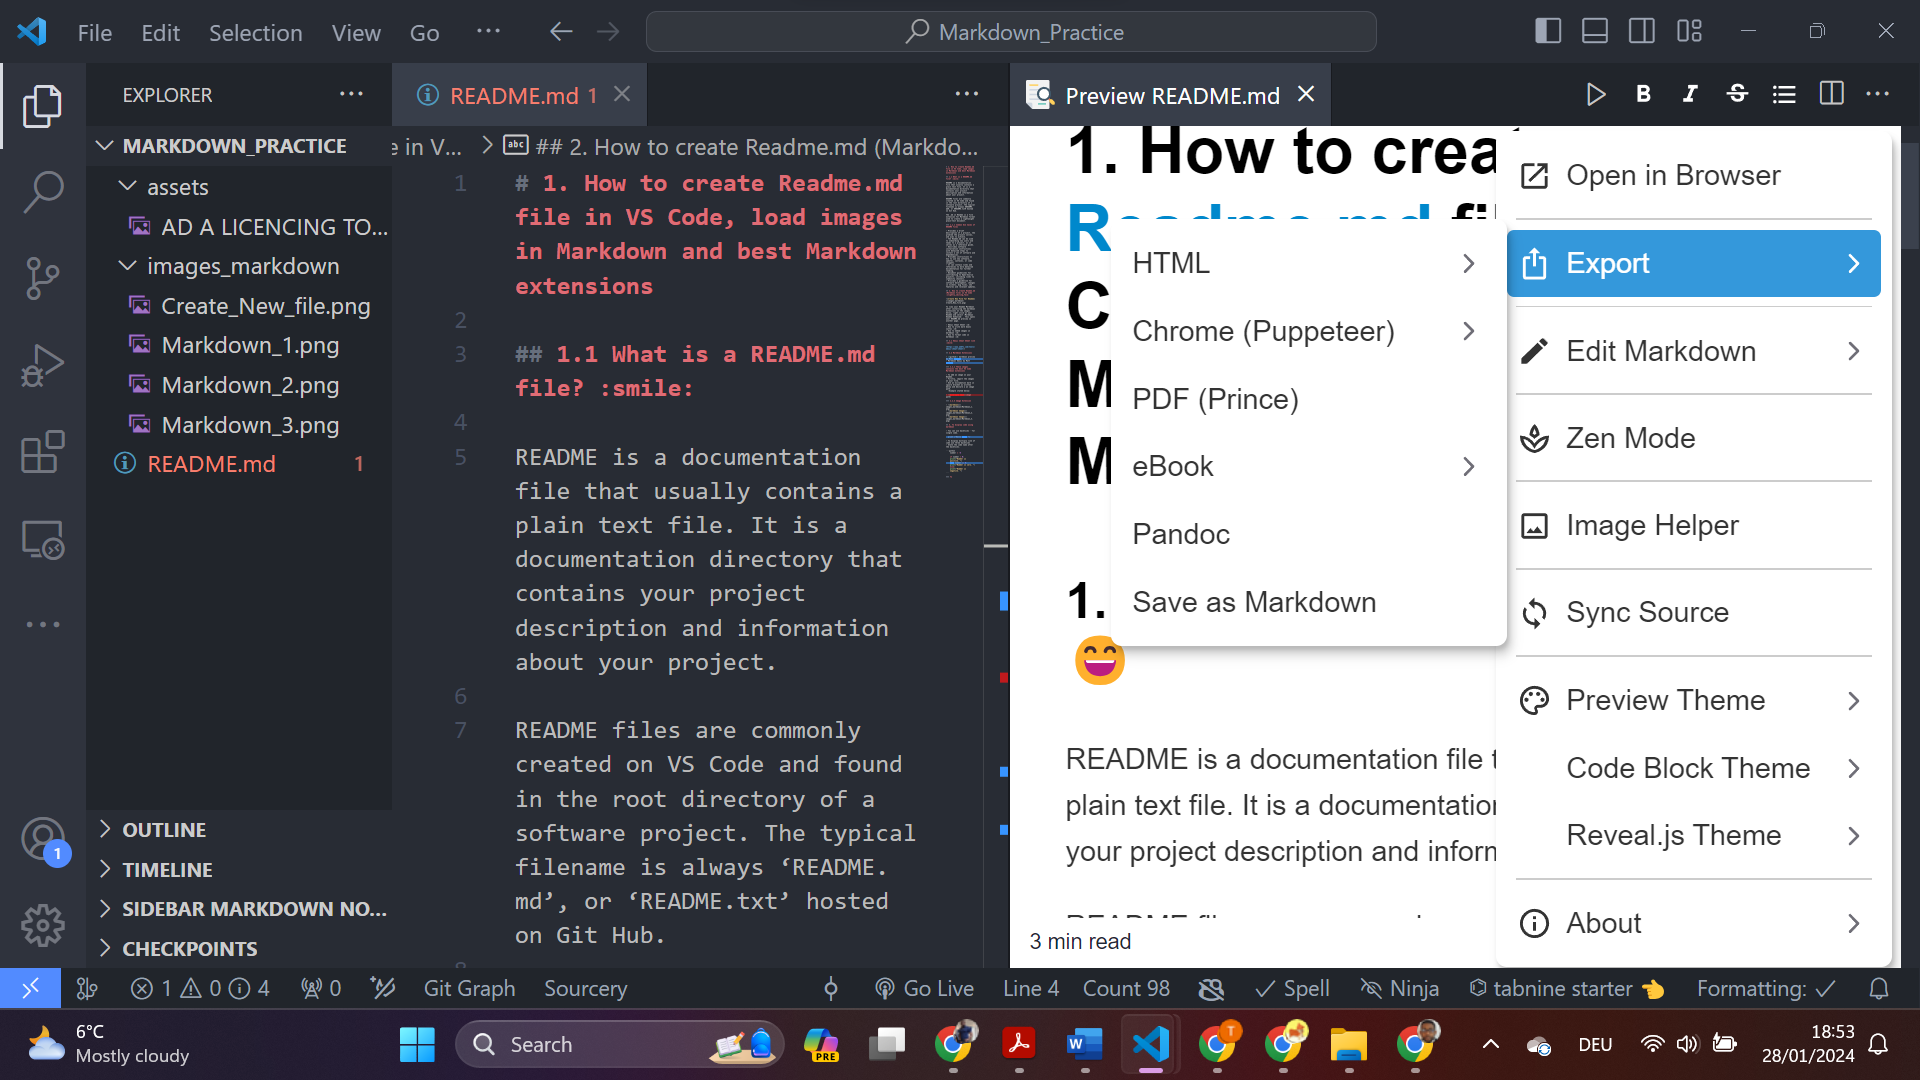 File Edit Selection View Go ··· Markdown_Practice
EXPLORER ···
README.md 1
···
Preview README.md
B I S ···
MARKDOWN_PRACTICE
assets
AD A LICENCING TO...
images_markdown
Create_New_file.png
Markdown_1.png
Markdown_2.png
Markdown_3.png
README.md 1
OUTLINE
TIMELINE
SIDEBAR MARKDOWN NO...
CHECKPOINTS
1
e in V... > abc ## 2. How to create Readme.md (Markdo...
1 # 1. How to create Readme.md
file in VS Code, load images
in Markdown and best Markdown
extensions
2
3 ## 1.1 What is a README.md
file? :smile:
4
5 README is a documentation
file that usually contains a
plain text file. It is a
documentation directory that
contains your project
description and information
about your project.
6
7 README files are commonly
created on VS Code and found
in the root directory of a
software project. The typical
filename is always ‘README.
md’, or ‘README.txt’ hosted
on Git Hub.
1. How to crea
R
C
M
M
1.
😄
README is a documentation file
plain text file. It is a documentation
your project description and inform
3 min read
HTML
Chrome (Puppeteer)
PDF (Prince)
eBook
Pandoc
Save as Markdown
Open in Browser
Export
Edit Markdown
Zen Mode
Image Helper
Sync Source
Preview Theme
Code Block Theme
Reveal.js Theme
About
1 0 4 0 Git Graph Sourcery Go Live Line 4 Count 98 Spell Ninja tabnine starter 👈 Formatting: ✓
6°C
Mostly cloudy
Search
PRE
W
T
DEU
18:53
28/01/2024